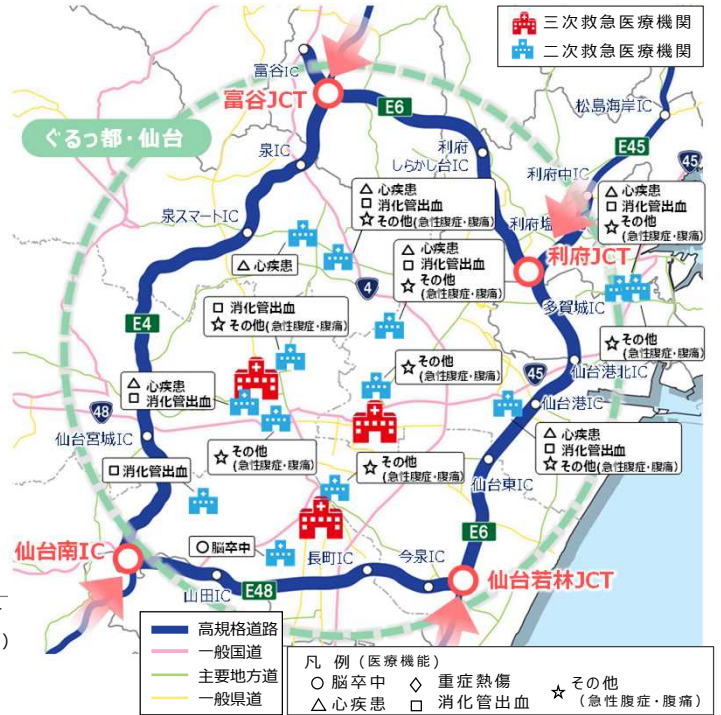 三次救急医療機関
二次救急医療機関
富谷IC
富谷JCT
E6
松島海岸IC
ぐるっ都・仙台
泉IC
利府
しらかし台IC
E45
45
利府中IC
泉スマートIC
△ 心疾患
□ 消化管出血
☆ その他
(急性腹症・腹痛)
△ 心疾患
□ 消化管出血
☆ その他
(急性腹症・腹痛)
利府塩
△ 心疾患
△ 心疾患
□ 消化管出血
☆ その他
(急性腹症・腹痛)
利府JCT
4
□ 消化管出血
☆ その他(急性腹症・腹痛)
多賀城IC
E4
☆ その他
(急性腹症・腹痛)
☆ その他
(急性腹症・腹痛)
△ 心疾患
□ 消化管出血
45
仙台港北IC
仙台港IC
48
仙台宮城IC
☆ その他
(急性腹症・腹痛)
☆ その他
(急性腹症・腹痛)
△ 心疾患
□ 消化管出血
☆ その他(急性腹症・腹痛)
□ 消化管出血
仙台東IC
E6
○ 脳卒中
仙台南IC
長町IC
今泉IC
仙台若林JCT
山田IC
E48
)
高規格道路
一般国道
主要地方道
一般県道
凡 例 (医療機能)
○ 脳卒中 ◇ 重症熱傷 ☆ その他
△ 心疾患 □ 消化管出血 (急性腹症・腹痛)